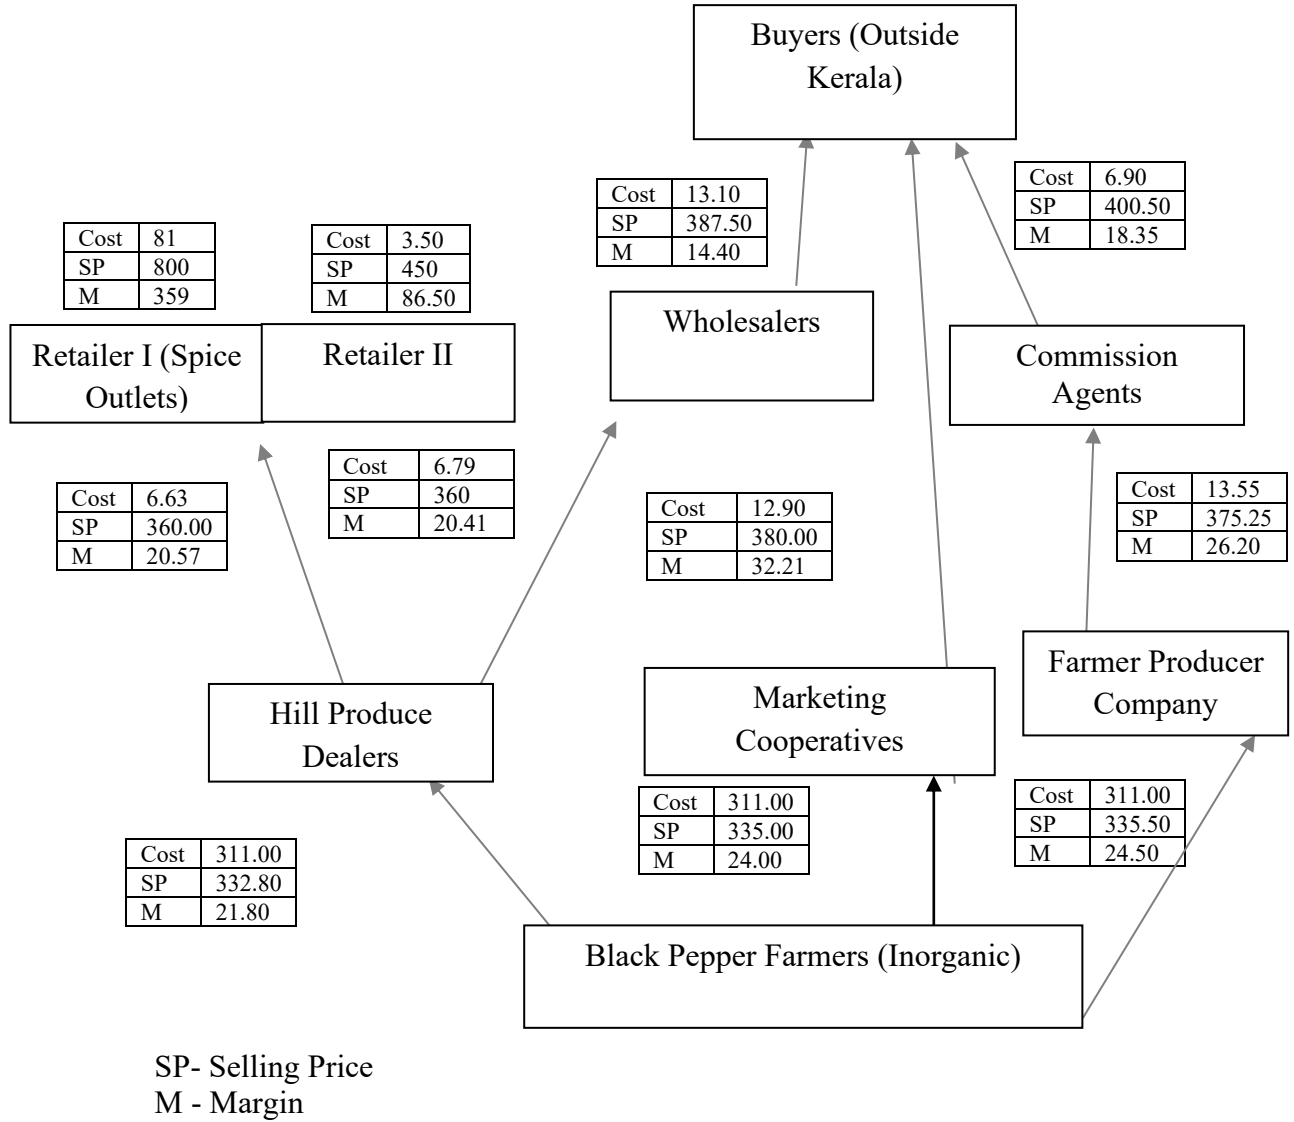 Buyers (Outside
Kerala)
Cost 13.10
SP 387.50
M 14.40
Cost 6.90
SP 400.50
M 18.35
Cost 81
SP 800
M 359
Cost 3.50
SP 450
M 86.50
Retailer I (Spice
Outlets)
Retailer II
Wholesalers
Commission
Agents
Cost 6.63
SP 360.00
M 20.57
Cost 6.79
SP 360
M 20.41
Cost 12.90
SP 380.00
M 32.21
Cost 13.55
SP 375.25
M 26.20
Hill Produce
Dealers
Marketing
Cooperatives
Farmer Producer
Company
Cost 311.00
SP 332.80
M 21.80
Cost 311.00
SP 335.00
M 24.00
Cost 311.00
SP 335.50
M 24.50
Black Pepper Farmers (Inorganic)
SP- Selling Price
M - Margin